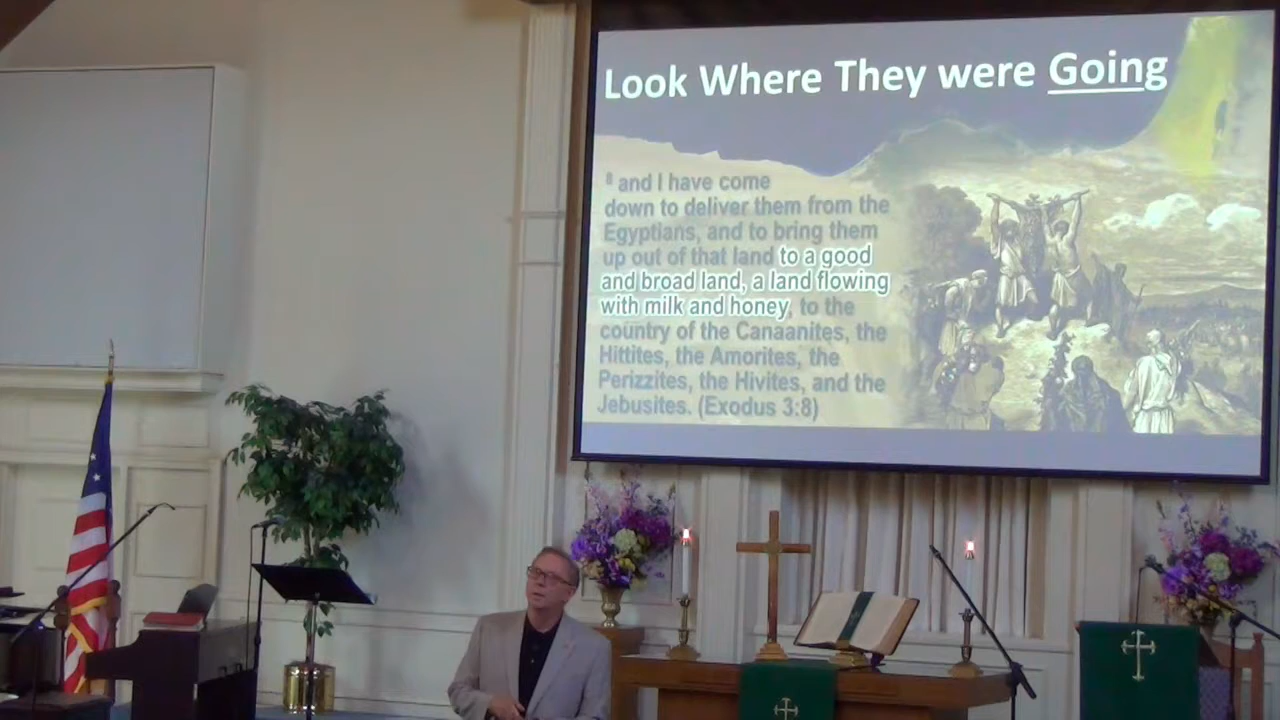 Look Where They were Going
8 and I have come
down to deliver them from the
Egyptians, and to bring them
up out of that land to a good
and broad land, a land flowing
with milk and honey, to the
country of the Canaanites, the
Hittites, the Amorites, the
Perizzites, the Hivites, and the
Jebusites. (Exodus 3:8)